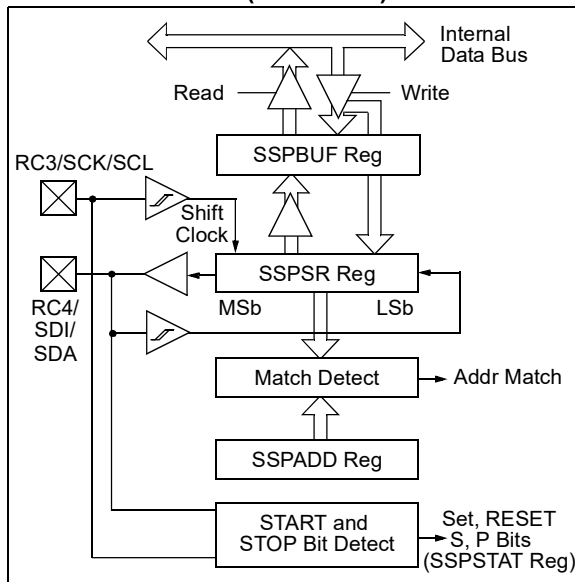 Internal
Data Bus
Read
Write
SSPBUF Reg
RC3/SCK/SCL
Shift
Clock
SSPSR Reg
MSb
LSb
RC4/
SDI/
SDA
Match Detect
Addr Match
SSPADD Reg
START and
STOP Bit Detect
Set, RESET
S, P Bits
(SSPSTAT Reg)